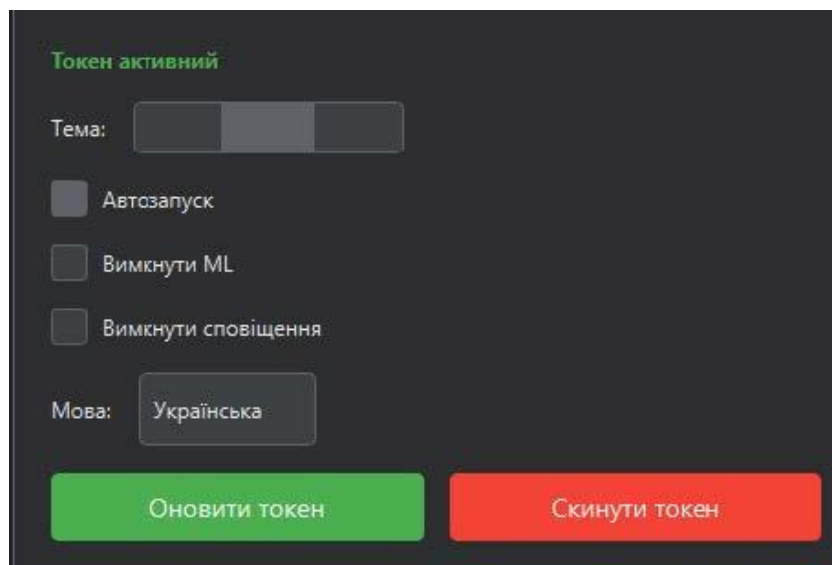 Токен активний
Тема:
Автозапуск
Вимкнути ML
Вимкнути сповіщення
Мова: Українська
Оновити токен Скинути токен